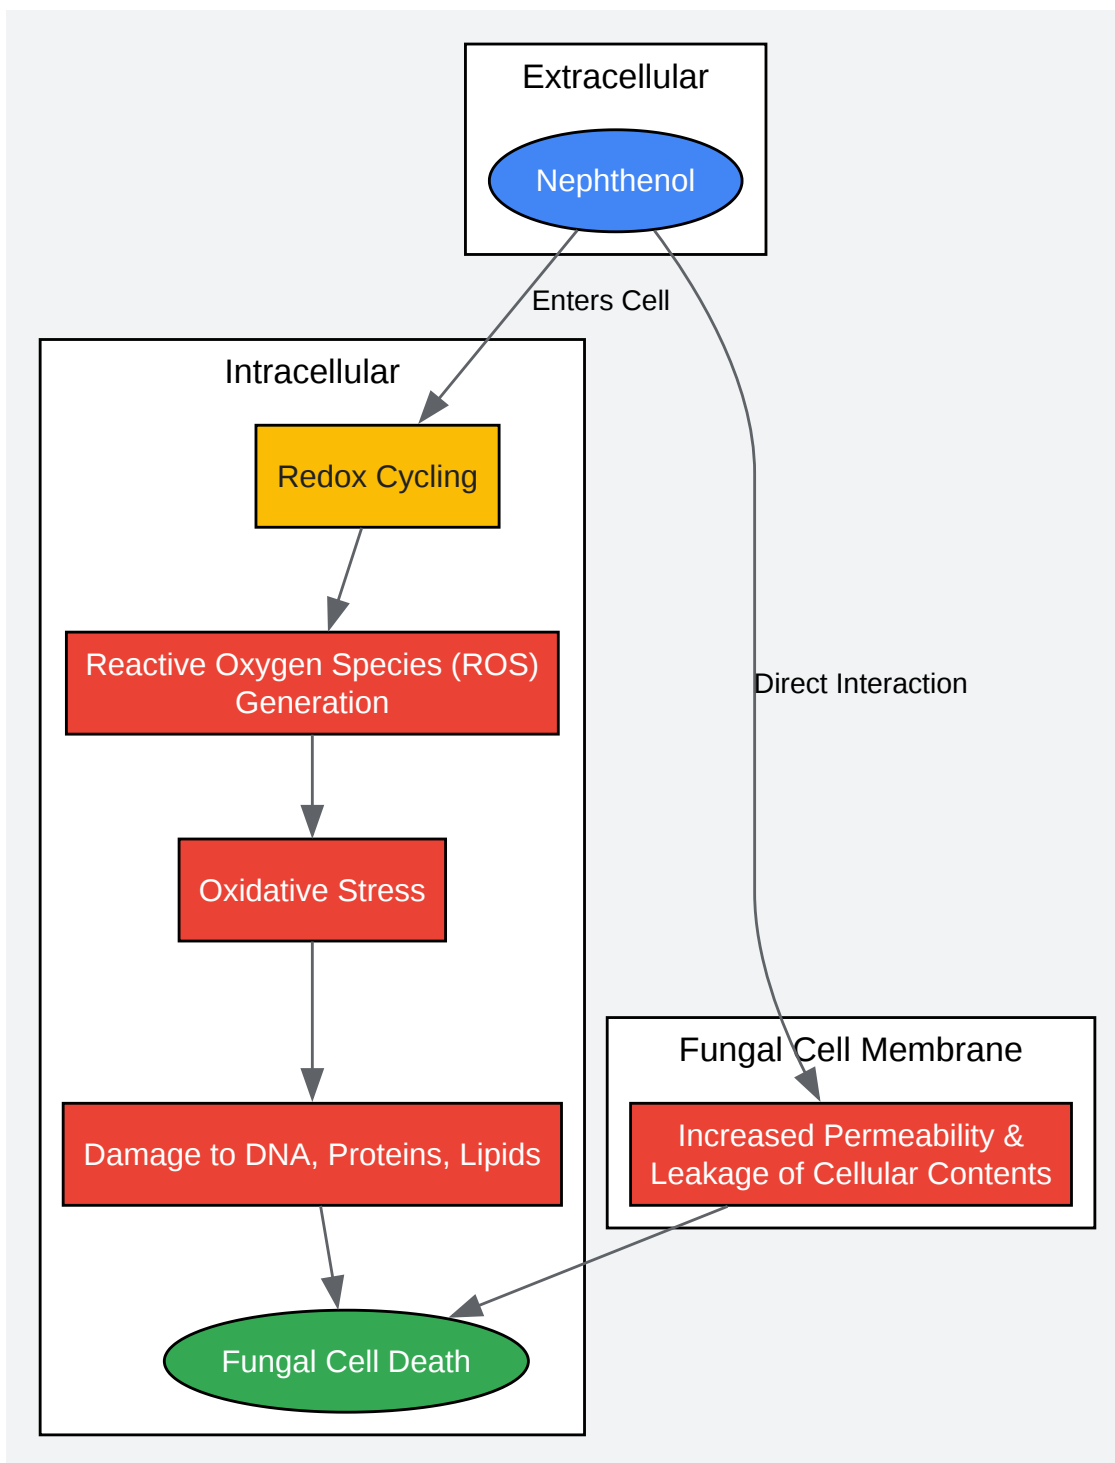 Extracellular
Nephthenol
Enters Cell
Intracellular
Redox Cycling
Reactive Oxygen Species (ROS)
Generation
Direct Interaction
Oxidative Stress
Fungal Cell Membrane
Increased Permeability &
Leakage of Cellular Contents
Damage to DNA, Proteins, Lipids
Fungal Cell Death